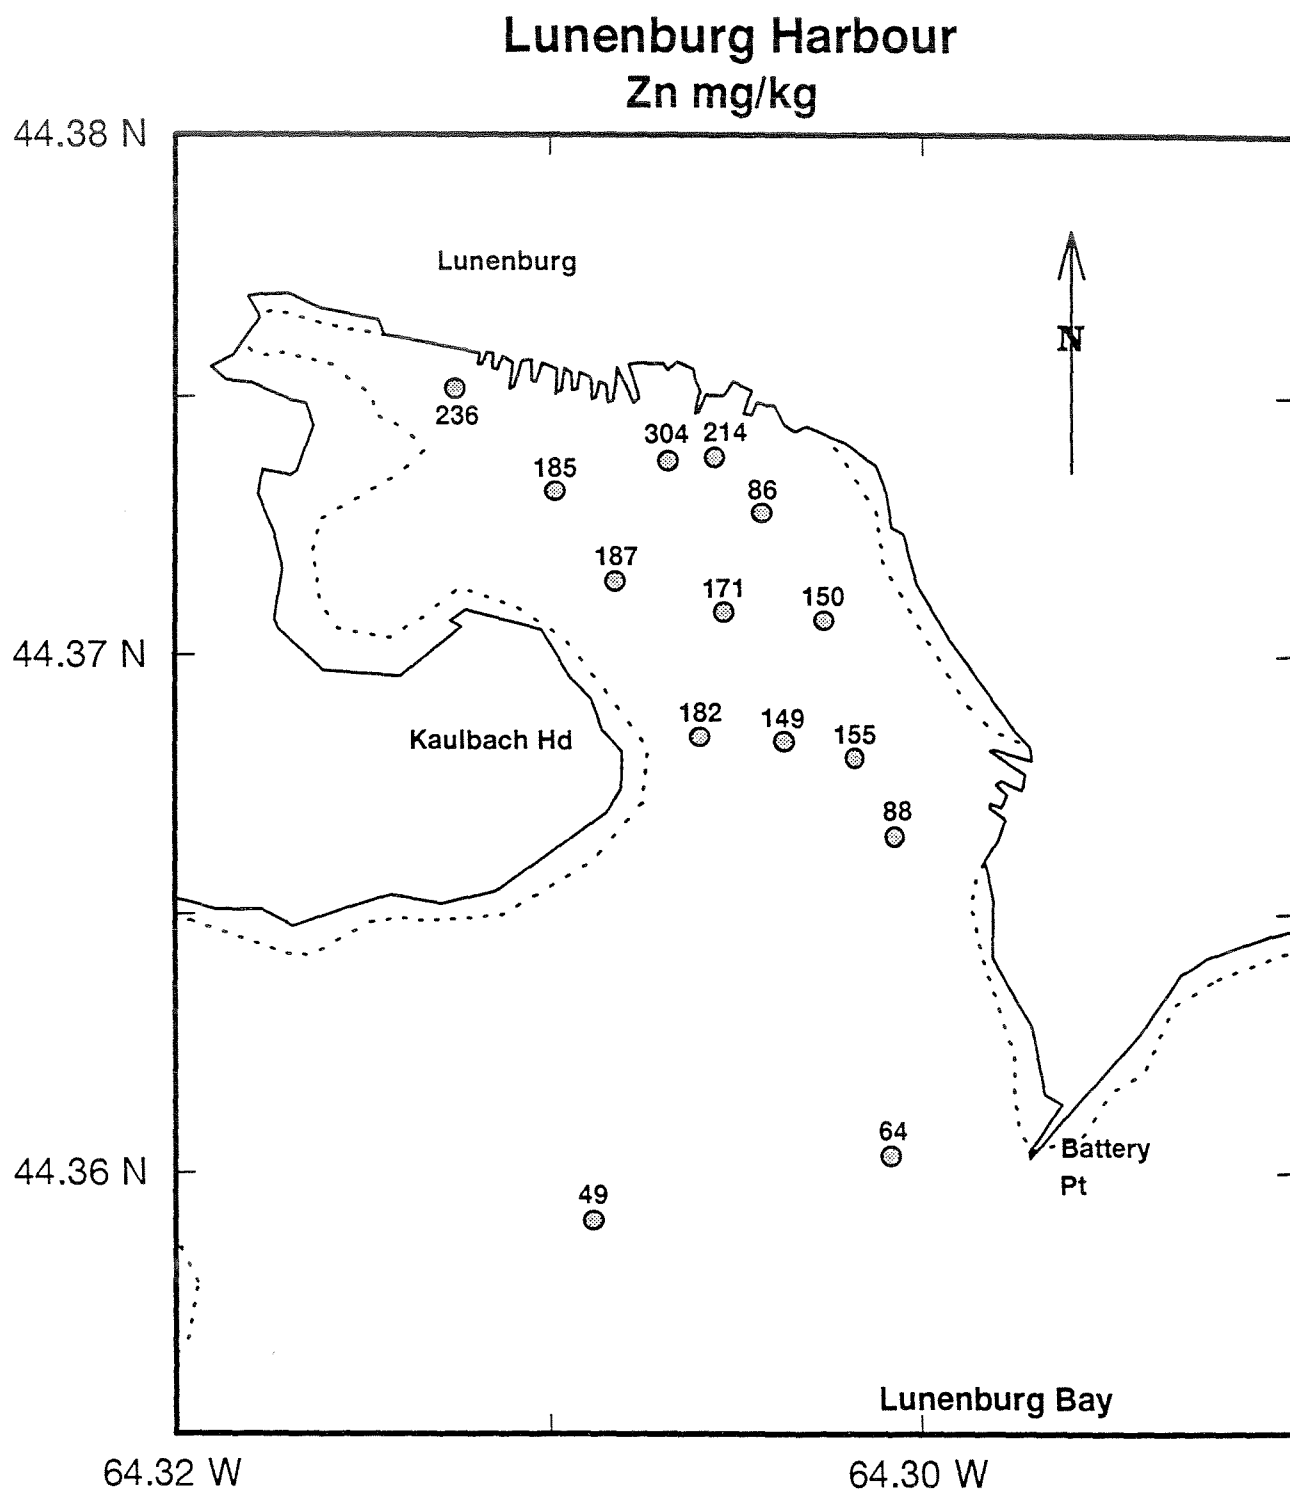 Lunenburg Harbour
Zn mg/kg
44.38 N
Lunenburg
N
236
304
214
185
86
187
171
150
44.37 N
182
149
155
Kaulbach Hd
88
64
Battery
Pt
44.36 N
49
Lunenburg Bay
64.32 W
64.30 W